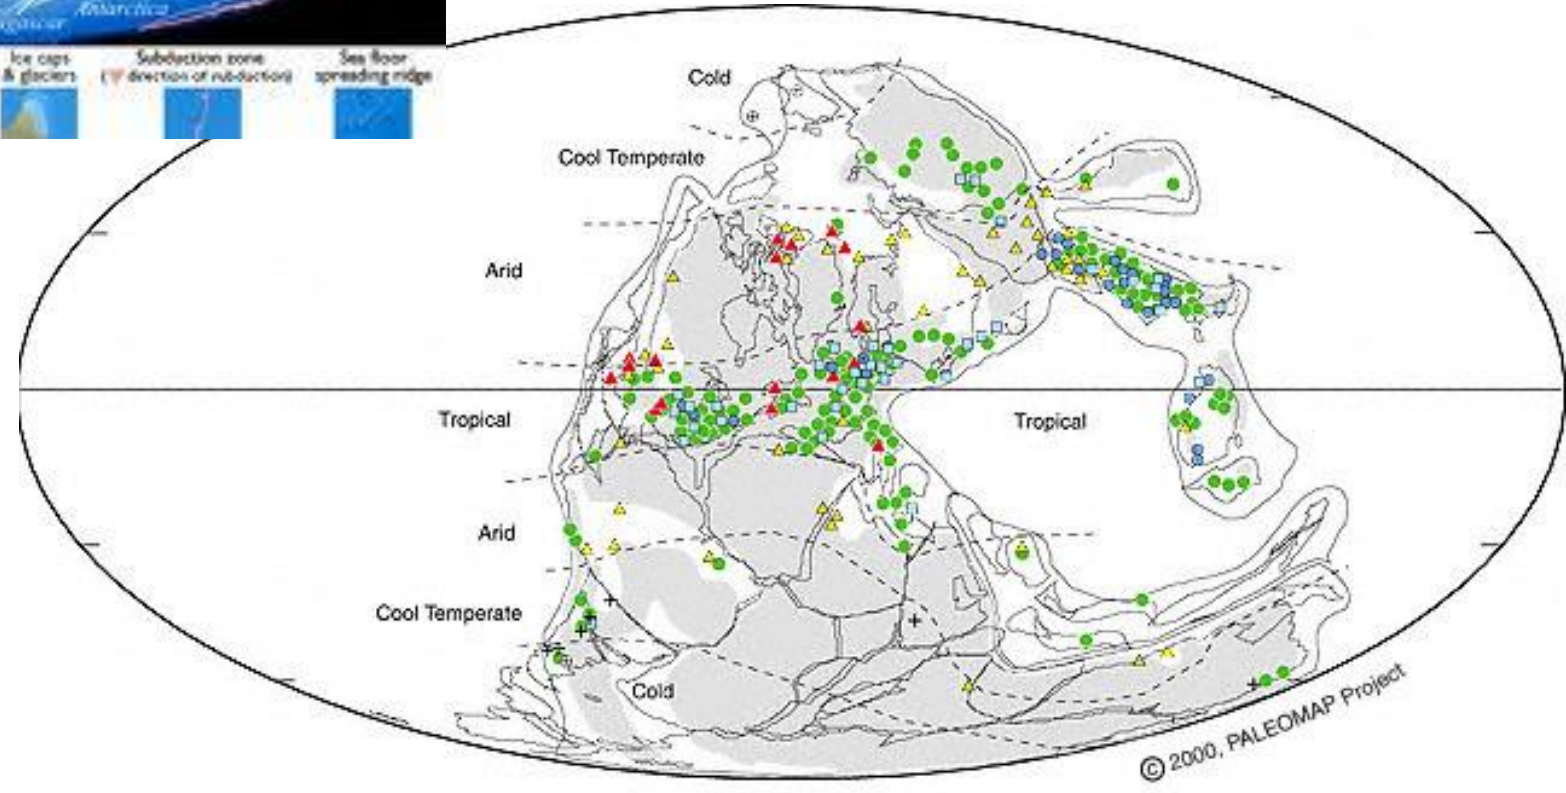 Antarctica
Ice caps
& glaciers
Subduction zone
( direction of subduction)
Sea floor
spreading ridge
Cold
Cool Temperate
Arid
Tropical
Tropical
Arid
Cool Temperate
Cold
© 2000, PALEOMAP Project